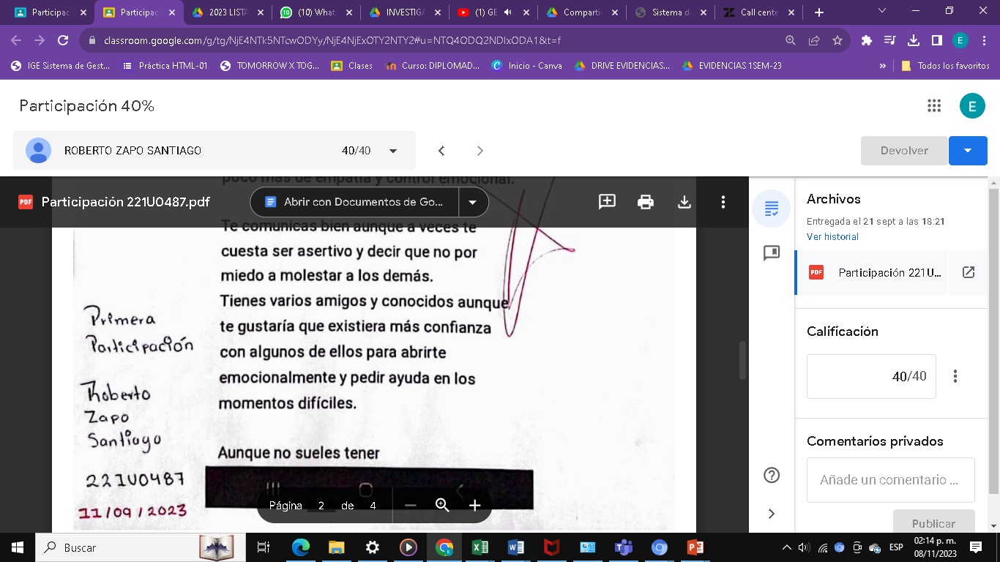 Participac
Participac
2023 LISTA
(10) What
INVESTIGA
(1) GE
Comparti
Sistema d
Call cente
classroom.google.com/g/tg/NjE4NTk5NTcwODYy/NjE4NjExOTY2NTY2#u=NTQ4ODQ2NDIxODA1&t=f
E
IGE Sistema de Gest...
Práctica HTML-01
TOMORROW X TOG...
Clases
Curso: DIPLOMAD...
Inicio - Canva
DRIVE EVIDENCIAS...
EVIDENCIAS 1SEM-23
»
Todos los favoritos
Participación 40%
E
ROBERTO ZAPO SANTIAGO
40/40
Devolver
poco más de empatía y control emocional.
PDF
Participación 221U0487.pdf
Abrir con Documentos de Go...
Te comunicas bien aunque a veces te
cuesta ser asertivo y decir que no por
miedo a molestar a los demás.
Tienes varios amigos y conocidos aunque
te gustaría que existiera más confianza
con algunos de ellos para abrirte
emocionalmente y pedir ayuda en los
momentos difíciles.
Aunque no sueles tener
Primera
Participación
Roberto
Zapo
Santiago
221U0487
11/09/2023
Página 2 de 4
Archivos
Entregada el 21 sept a las 18:21
Ver historial
PDF
Participación 221U...
Calificación
40/40
Comentarios privados
Añade un comentario ...
Publicar
Buscar
ESP
02:14 p. m.
08/11/2023